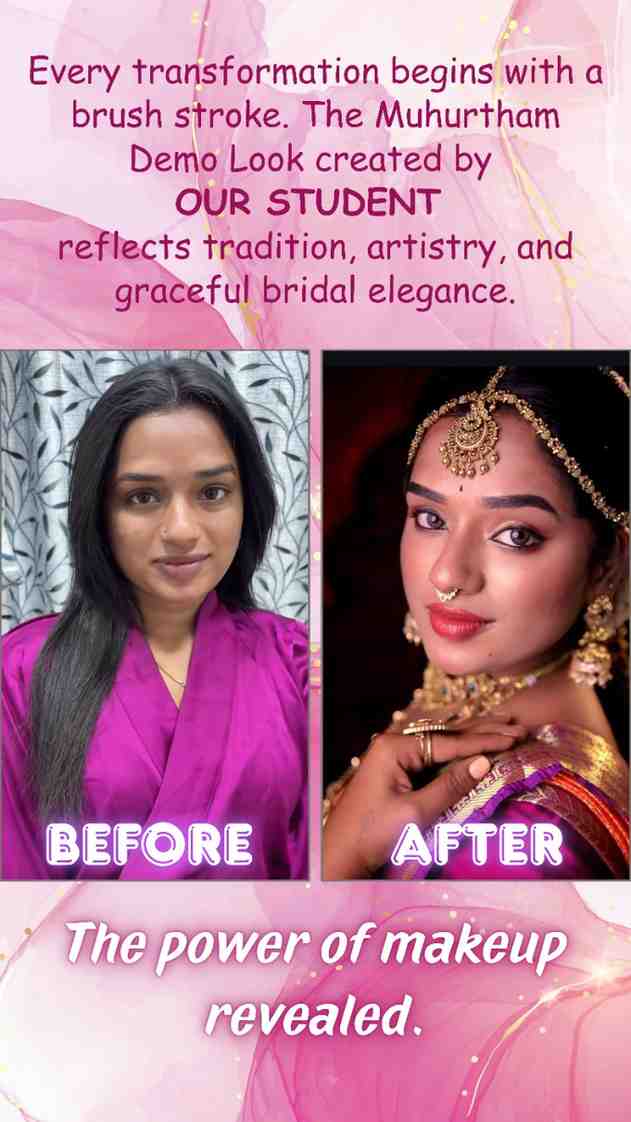 Every transformation begins with a
brush stroke. The Muhurtham
Demo Look created by
OUR STUDENT
reflects tradition, artistry, and
graceful bridal elegance.
BEFORE
AFTER
The power of makeup
revealed.